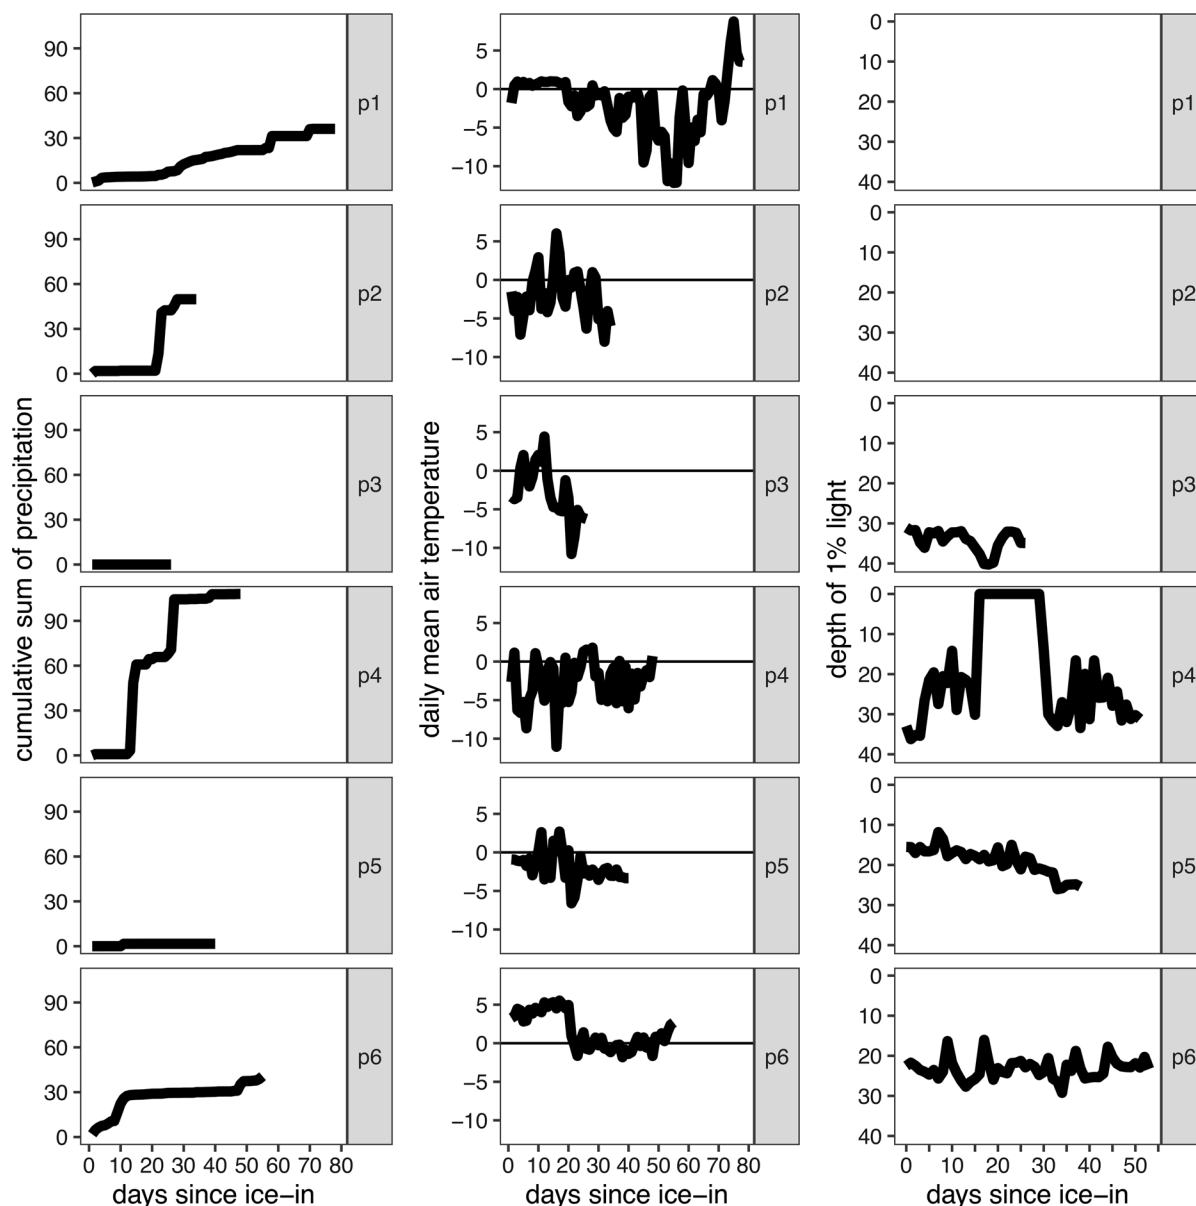 90
60
30
0
p1
5
0
−5
−10
p1
0
10
20
30
40
p1
90
60
30
0
p2
5
0
−5
−10
p2
0
10
20
30
40
p2
90
60
30
0
p3
5
0
−5
−10
p3
0
10
20
30
40
p3
90
60
30
0
p4
5
0
−5
−10
p4
0
10
20
30
40
p4
90
60
30
0
p5
5
0
−5
−10
p5
0
10
20
30
40
p5
90
60
30
0
p6
5
0
−5
−10
p6
0
10
20
30
40
p6
cumulative sum of precipitation
daily mean air temperature
depth of 1% light
0 10 20 30 40 50 60 70 80
0 10 20 30 40 50 60 70 80
0 10 20 30 40 50
days since ice−in
days since ice−in
days since ice−in